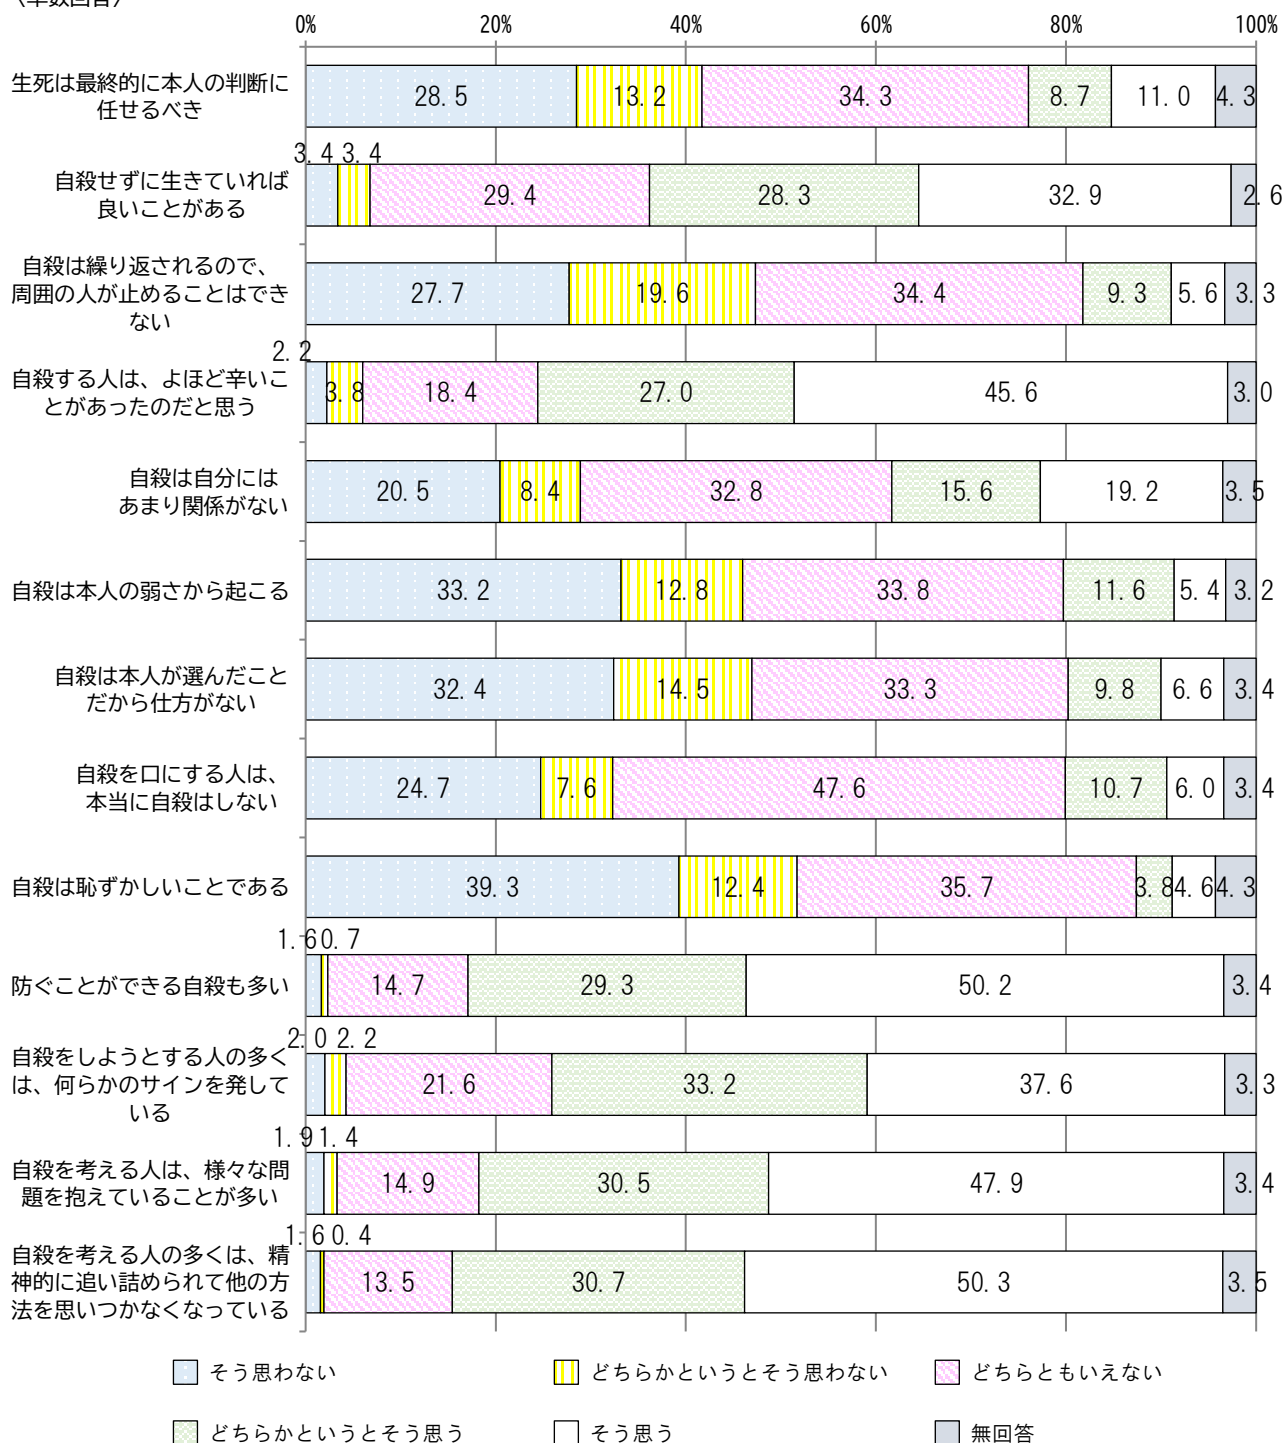 0% 20% 40% 60% 80% 100%
生死は最終的に本人の判断に
任せるべき
28.5 13.2 34.3 8.7 11.0 4.3
自殺せずに生きていれば
良いことがある
3.4 3.4 29.4 28.3 32.9 2.6
自殺は繰り返されるので、
周囲の人が止めることはでき
ない
27.7 19.6 34.4 9.3 5.6 3.3
自殺する人は、よほど辛いこ
とがあったのだと思う
2.2 3.8 18.4 27.0 45.6 3.0
自殺は自分には
あまり関係がない
20.5 8.4 32.8 15.6 19.2 3.5
自殺は本人の弱さから起こる
33.2 12.8 33.8 11.6 5.4 3.2
自殺は本人が選んだこと
だから仕方がない
32.4 14.5 33.3 9.8 6.6 3.4
自殺を口にする人は、
本当に自殺はしない
24.7 7.6 47.6 10.7 6.0 3.4
自殺は恥ずかしいことである
39.3 12.4 35.7 3.8 4.6 4.3
防ぐことができる自殺も多い
1.6 0.7 14.7 29.3 50.2 3.4
自殺をしようとする人の多く
は、何らかのサインを発して
いる
2.0 2.2 21.6 33.2 37.6 3.3
自殺を考える人は、様々な問
題を抱えていることが多い
1.9 1.4 14.9 30.5 47.9 3.4
自殺を考える人の多くは、精
神的に追い詰められて他の方
法を思いつかなくなっている
1.6 0.4 13.5 30.7 50.3 3.5
そう思わない どちらかというとそう思わない どちらともいえない
どちらかというとそう思う そう思う 無回答